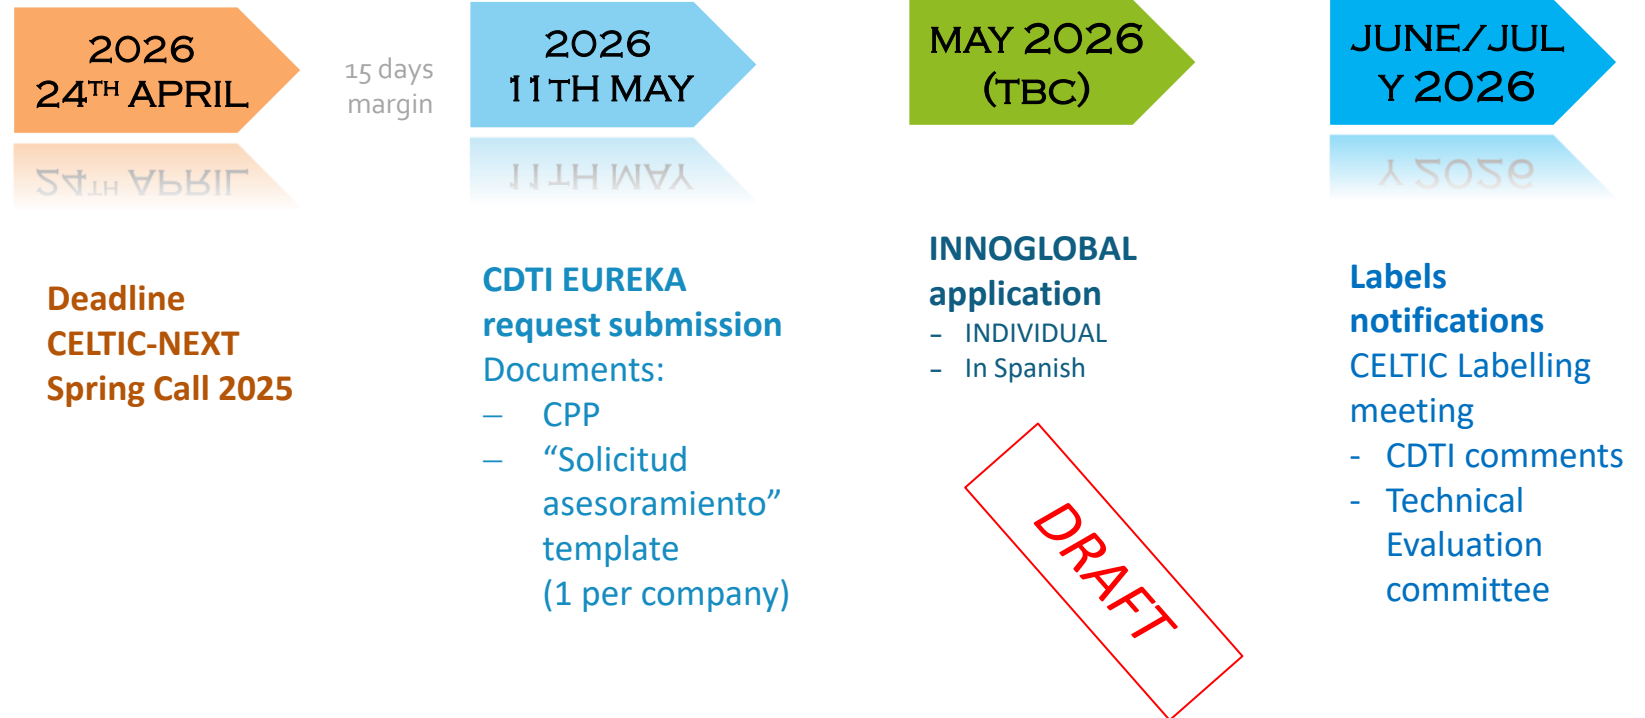 2026
24TH APRIL
15 days
margin
2026
11TH MAY
MAY 2026
(TBC)
JUNE/JUL
Y 2026
Deadline
CELTIC-NEXT
Spring Call 2025
CDTI EUREKA
request submission
Documents:
– CPP
– “Solicitud
asesoramiento”
template
(1 per company)
INNOGLOBAL
application
- INDIVIDUAL
- In Spanish
DRAFT
Labels
notifications
CELTIC Labelling
meeting
- CDTI comments
- Technical
Evaluation
committee